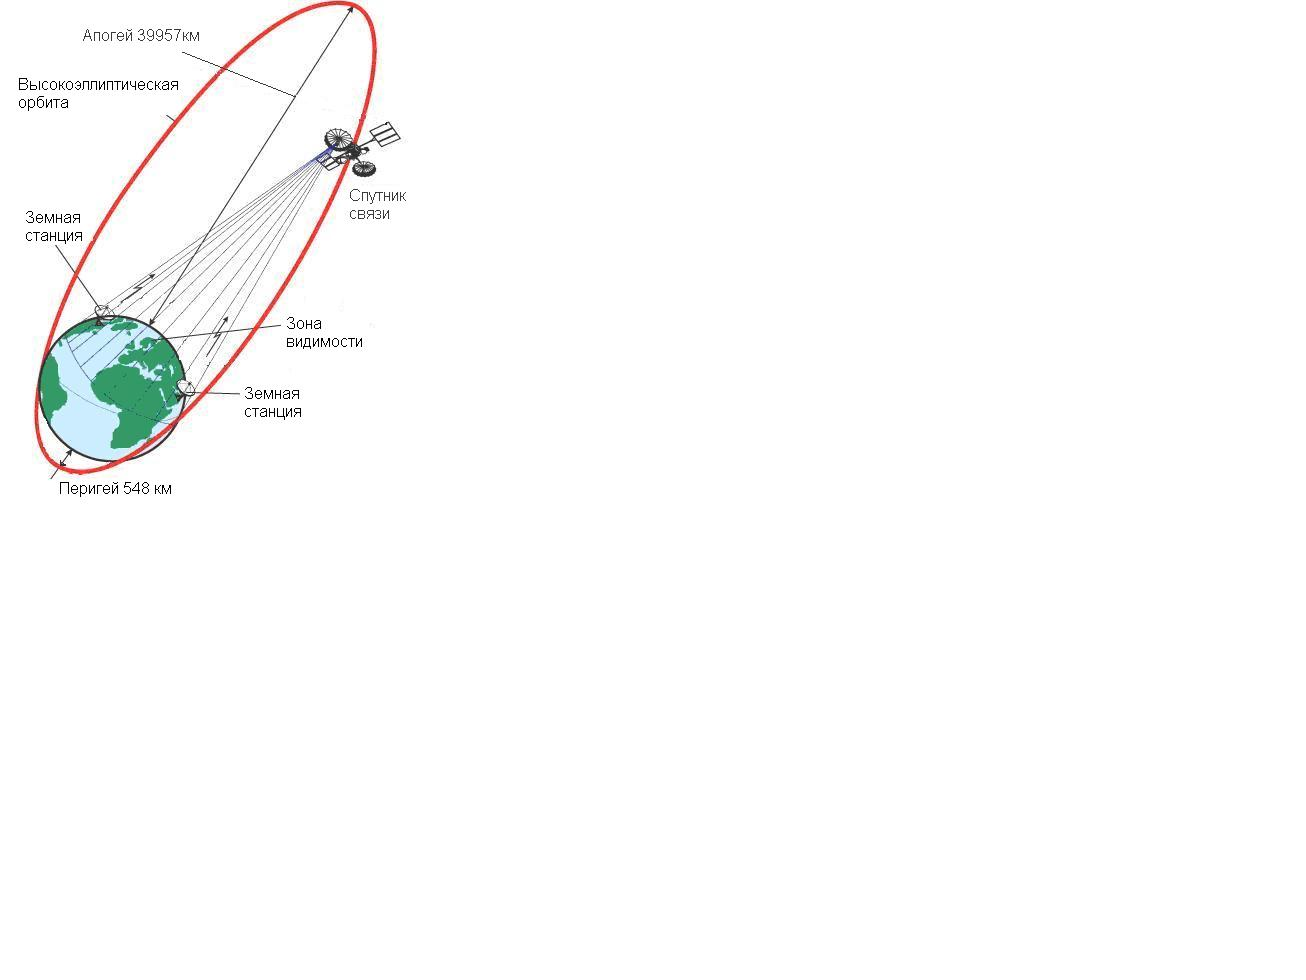 Апогей 39957км
Высокоэллиптическая
орбита
Спутник
связи
Земная
станция
Зона
видимости
Земная
станция
Перигей 548 км